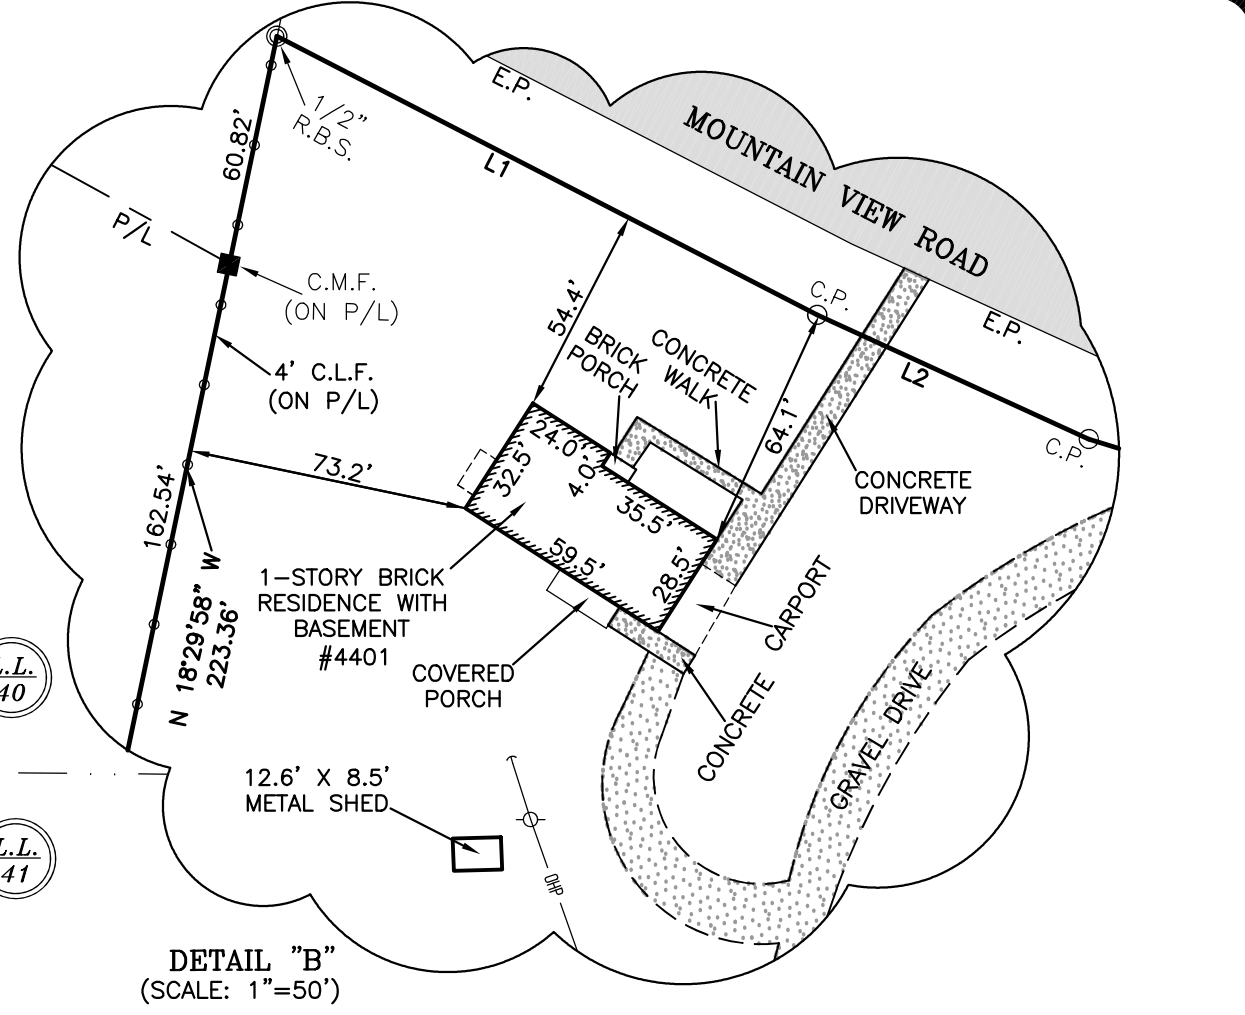 E.P.
MOUNTAIN VIEW ROAD
1/2"
R.B.S.
60.82'
L1
P/L
C.M.F.
(ON P/L)
C.P.
E.P.
54.4'
BRICK
PORCH
CONCRETE
WALK
L2
4' C.L.F.
(ON P/L)
64.1'
C.P.
24.0'
32.5'
4.0'
35.5'
73.2'
CONCRETE
DRIVEWAY
162.54'
59.5'
28.5'
N 18°29'58" W
223.36'
1-STORY BRICK
RESIDENCE WITH
BASEMENT
#4401
CARPORT
COVERED
PORCH
CONCRETE
GRAVEL DRIVE
L.L.
40
12.6' X 8.5'
METAL SHED
L.L.
41
OHP
DETAIL "B"
(SCALE: 1"=50')